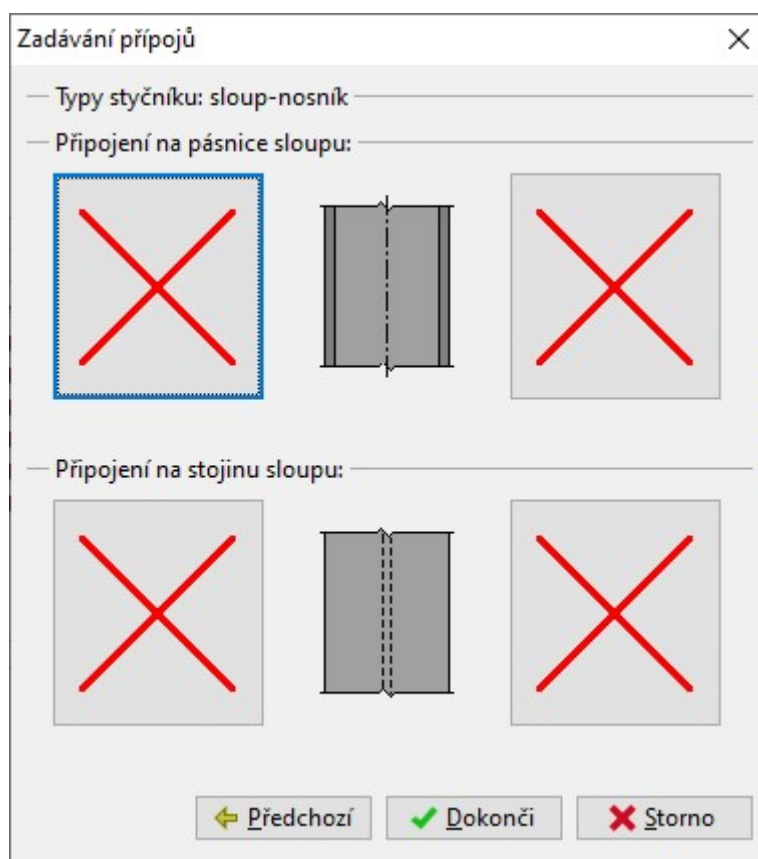 Zadávání přípojů
Typy styčníku: sloup-nosník
Připojení na pásnice sloupu:
Připojení na stojinu sloupu:
Předchozí Dokonči Storno